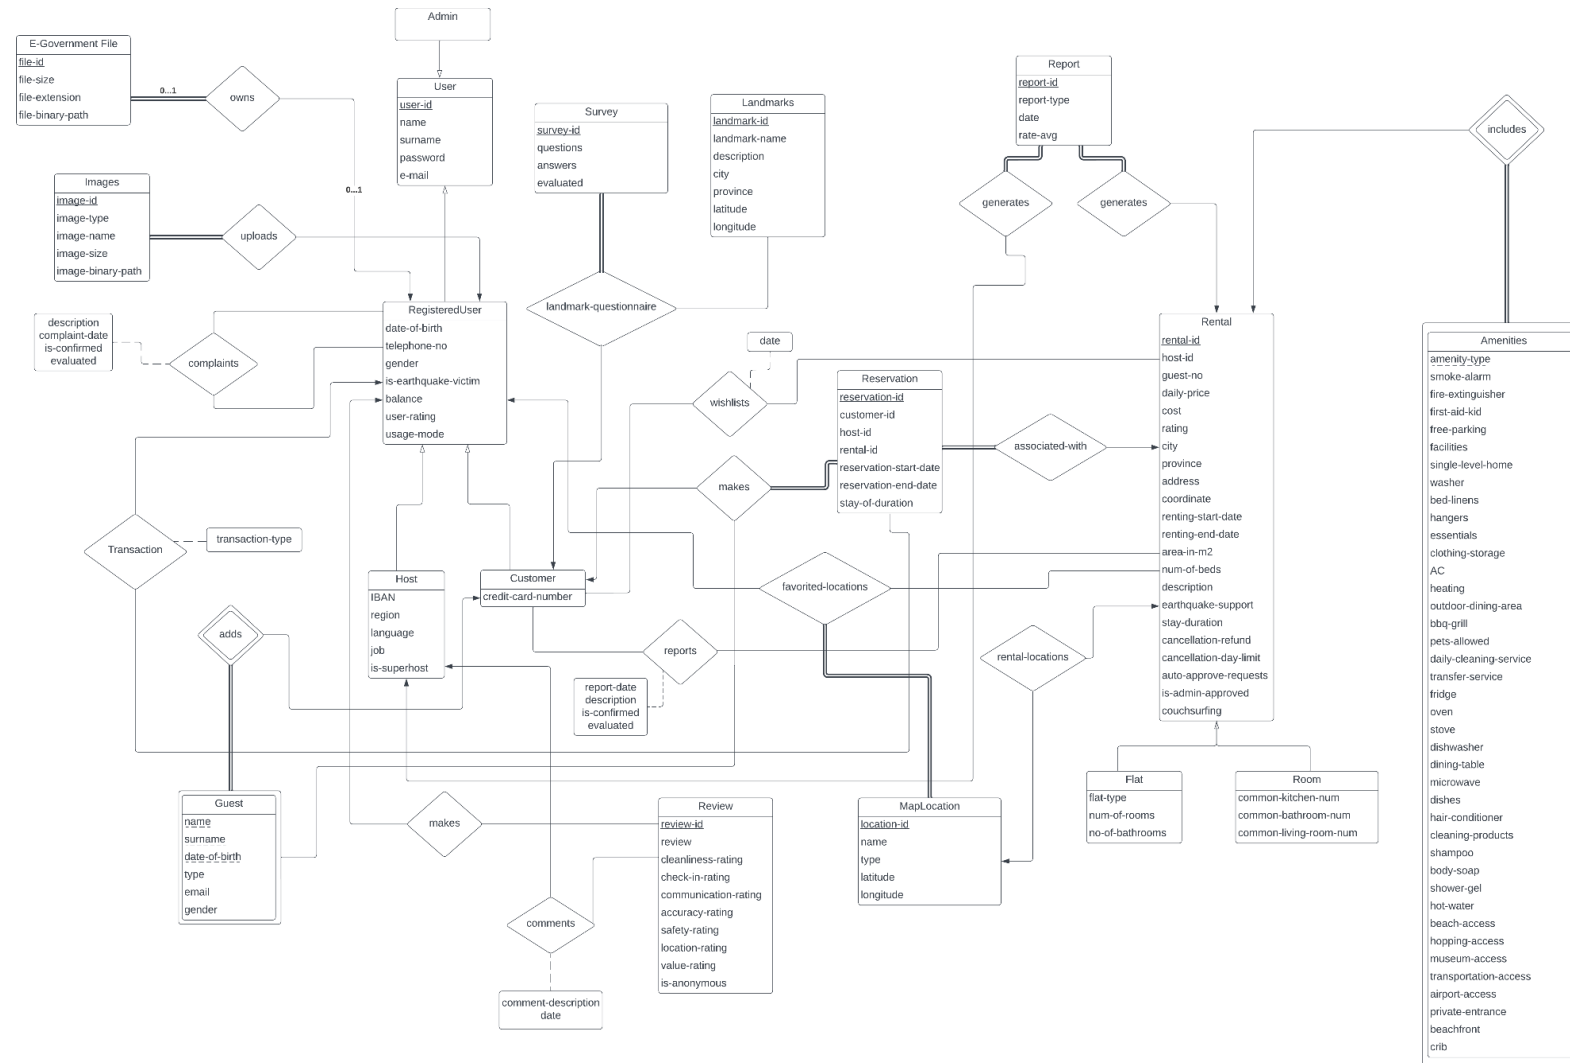 Admin
E-Government File
file-id
file-size
file-extension
file-binary-path
0...1
owns
User
user-id
name
surname
password
e-mail
Survey
survey-id
questions
answers
evaluated
Landmarks
landmark-id
landmark-name
description
city
province
latitude
longitude
Report
report-id
report-type
date
rate-avg
includes
Images
image-id
image-type
image-name
image-size
image-binary-path
uploads
0...1
generates
generates
landmark-questionnaire
description
complaint-date
is-confirmed
evaluated
complaints
RegisteredUser
date-of-birth
telephone-no
gender
is-earthquake-victim
balance
user-rating
usage-mode
date
wishlists
Reservation
reservation-id
customer-id
host-id
rental-id
reservation-start-date
reservation-end-date
stay-of-duration
associated-with
makes
Rental
rental-id
host-id
guest-no
daily-price
cost
rating
city
province
address
coordinate
renting-start-date
renting-end-date
area-in-m2
num-of-beds
description
earthquake-support
stay-duration
cancellation-refund
cancellation-day-limit
auto-approve-requests
is-admin-approved
couchsurfing
Amenities
amenity-type
smoke-alarm
fire-extinguisher
first-aid-kid
free-parking
facilities
single-level-home
washer
bed-linens
hangers
essentials
clothing-storage
AC
heating
outdoor-dining-area
bbq-grill
pets-allowed
daily-cleaning-service
transfer-service
fridge
oven
stove
dishwasher
dining-table
microwave
dishes
hair-conditioner
cleaning-products
shampoo
body-soap
shower-gel
hot-water
beach-access
hopping-access
museum-access
transportation-access
airport-access
private-entrance
beachfront
crib
Transaction
transaction-type
Host
IBAN
region
language
job
is-superhost
Customer
credit-card-number
favorited-locations
adds
reports
rental-locations
report-date
description
is-confirmed
evaluated
Flat
flat-type
num-of-rooms
no-of-bathrooms
Room
common-kitchen-num
common-bathroom-num
common-living-room-num
Guest
name
surname
date-of-birth
type
email
gender
makes
Review
review-id
review
cleanliness-rating
check-in-rating
communication-rating
accuracy-rating
safety-rating
location-rating
value-rating
is-anonymous
MapLocation
location-id
name
type
latitude
longitude
comments
comment-description
date